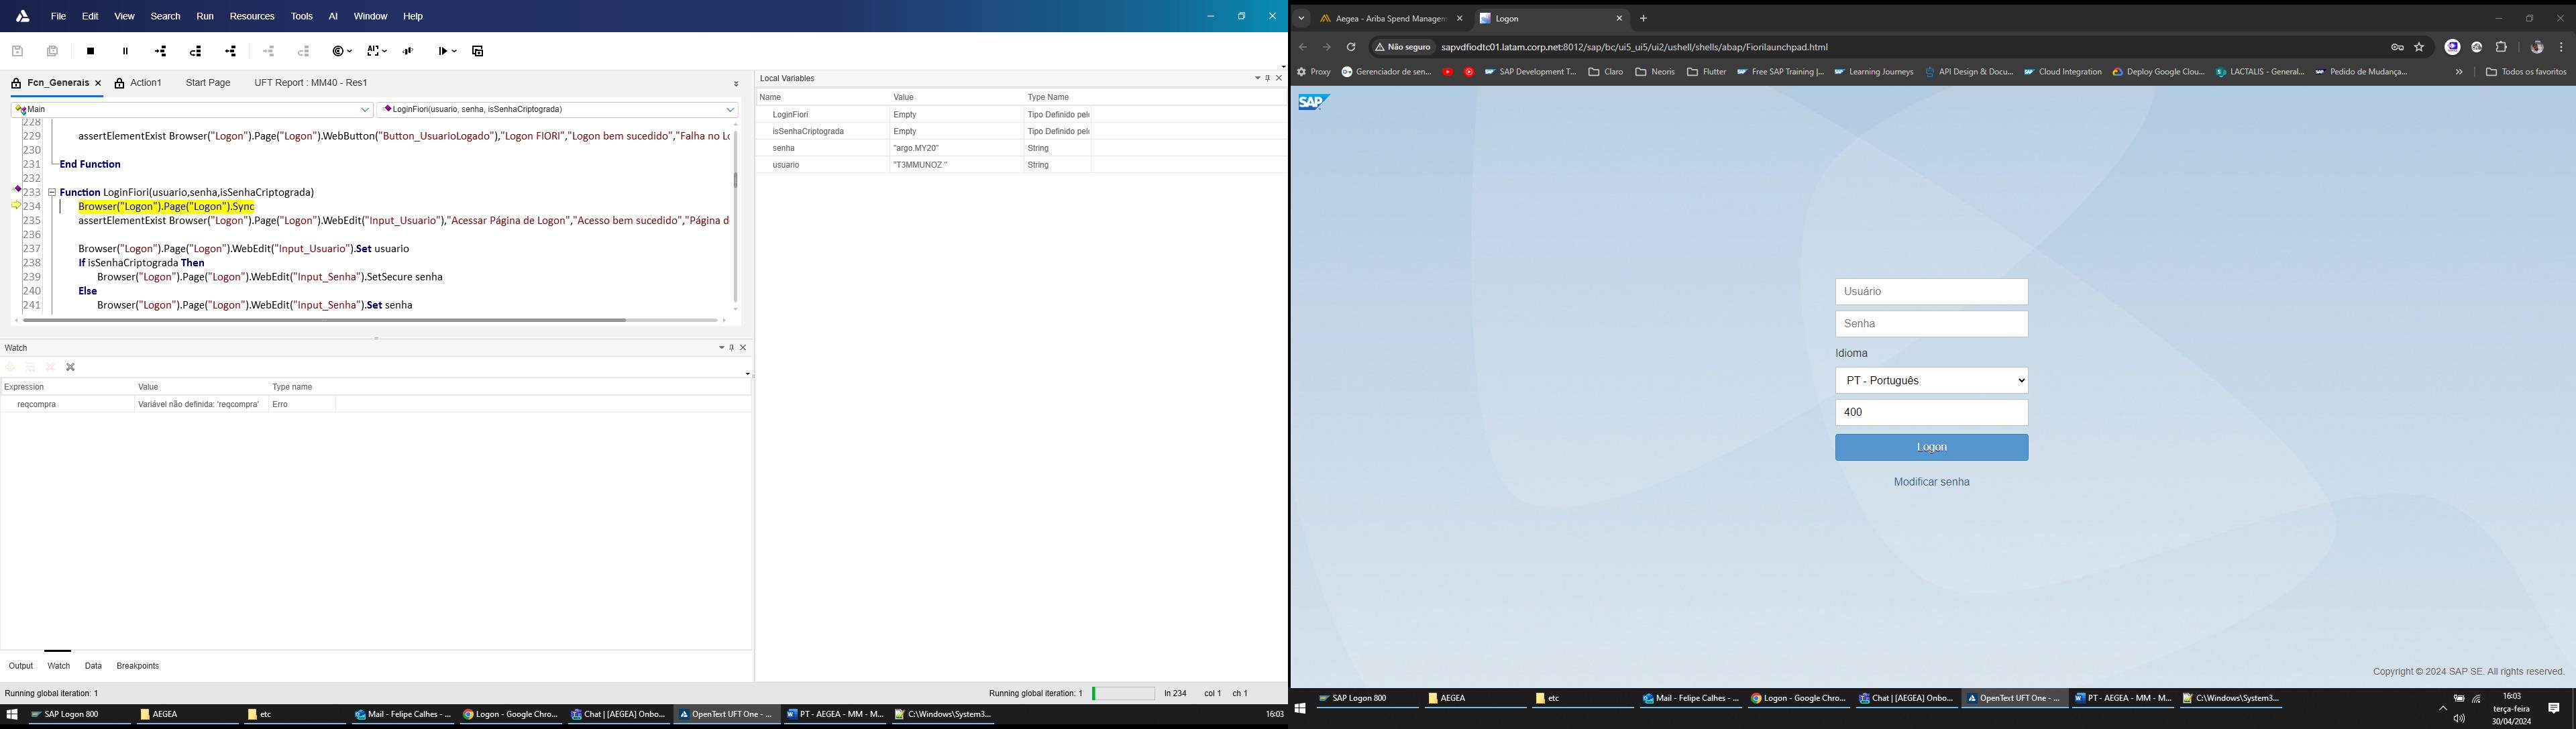 File Edit View Search Run Resources Tools AI Window Help
Fcn_Generais Action1 Start Page UFT Report : MM40 - Res1
Main LoginFiori(usuario, senha, isSenhaCriptograda)
228
229 assertElementExist Browser("Logon").Page("Logon").WebButton("Button_UsuarioLogado"),"Logon FIORI","Logon bem sucedido","Falha no Lo
230
231 End Function
232
233 Function LoginFiori(usuario,senha,isSenhaCriptograda)
234 Browser("Logon").Page("Logon").Sync
235 assertElementExist Browser("Logon").Page("Logon").WebEdit("Input_Usuario"),"Acessar Página de Logon","Acesso bem sucedido","Página d
236
237 Browser("Logon").Page("Logon").WebEdit("Input_Usuario").Set usuario
238 If isSenhaCriptograda Then
239 Browser("Logon").Page("Logon").WebEdit("Input_Senha").SetSecure senha
240 Else
241 Browser("Logon").Page("Logon").WebEdit("Input_Senha").Set senha
Watch
Expression Value Type name
reqcompra Variável não definida: 'reqcompra' Erro
Output Watch Data Breakpoints
Local Variables
Name Value Type Name
LoginFiori Empty Tipo Definido pelo
isSenhaCriptograda Empty Tipo Definido pelo
senha "argo.MY20" String
usuario "T3MMUNOZ " String
Running global iteration: 1 Running global iteration: 1 ln 234 col 1 ch 1
SAP Logon 800 AEGEA etc Mail - Felipe Calhes - ... Logon - Google Chro... Chat | [AEGEA] Onbo... OpenText UFT One - ... PT - AEGEA - MM - M... C:\Windows\System3... 16:03
Aegea - Ariba Spend Managem Logon
Não seguro sapvdfiodtc01.latam.corp.net:8012/sap/bc/ui5_ui5/ui2/ushell/shells/abap/Fiorilaunchpad.html
Proxy Gerenciador de sen... SAP Development T... Claro Neoris Flutter Free SAP Training |... Learning Journeys API Design & Docu... Cloud Integration Deploy Google Clou... LACTALIS - General... Pedido de Mudança... » Todos os favoritos
SAP
Usuário
Senha
Idioma
PT - Português
400
Logon
Modificar senha
Copyright © 2024 SAP SE. All rights reserved.
SAP Logon 800 AEGEA etc Mail - Felipe Calhes - ... Logon - Google Chro... Chat | [AEGEA] Onbo... OpenText UFT One - ... PT - AEGEA - MM - M... C:\Windows\System3...
16:03
terça-feira
30/04/2024